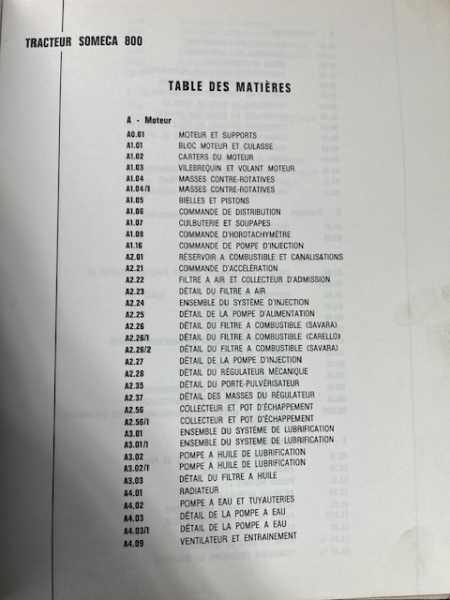 TRACTEUR SOMECA 800
TABLE DES MATIÈRES
A - Moteur
A0.01 MOTEUR ET SUPPORTS
A1.01 BLOC MOTEUR ET CULASSE
A1.02 CARTERS DU MOTEUR
A1.03 VILEBREQUIN ET VOLANT MOTEUR
A1.04 MASSES CONTRE-ROTATIVES
A1.04/1 MASSES CONTRE-ROTATIVES
A1.05 BIELLES ET PISTONS
A1.06 COMMANDE DE DISTRIBUTION
A1.07 CULBUTERIE ET SOUPAPES
A1.08 COMMANDE D'HOROTACHYMÈTRE
A1.16 COMMANDE DE POMPE D'INJECTION
A2.01 RÉSERVOIR A COMBUSTIBLE ET CANALISATIONS
A2.21 COMMANDE D'ACCÉLÉRATION
A2.22 FILTRE A AIR ET COLLECTEUR D'ADMISSION
A2.23 DÉTAIL DU FILTRE A AIR
A2.24 ENSEMBLE DU SYSTÈME D'INJECTION
A2.25 DÉTAIL DE LA POMPE D'ALIMENTATION
A2.26 DÉTAIL DU FILTRE A COMBUSTIBLE (SAVARA)
A2.26/1 DÉTAIL DU FILTRE A COMBUSTIBLE (CARELLO)
A2.26/2 DÉTAIL DU FILTRE A COMBUSTIBLE (SAVARA)
A2.27 DÉTAIL DE LA POMPE D'INJECTION
A2.28 DÉTAIL DU RÉGULATEUR MÉCANIQUE
A2.35 DÉTAIL DU PORTE-PULVÉRISATEUR
A2.37 DÉTAIL DES MASSES DU RÉGULATEUR
A2.56 COLLECTEUR ET POT D'ÉCHAPPEMENT
A2.56/1 COLLECTEUR ET POT D'ÉCHAPPEMENT
A3.01 ENSEMBLE DU SYSTÈME DE LUBRIFICATION
A3.01/1 ENSEMBLE DU SYSTÈME DE LUBRIFICATION
A3.02 POMPE A HUILE DE LUBRIFICATION
A3.02/1 POMPE A HUILE DE LUBRIFICATION
A3.03 DÉTAIL DU FILTRE A HUILE
A4.01 RADIATEUR
A4.02 POMPE A EAU ET TUYAUTERIES
A4.03 DÉTAIL DE LA POMPE A EAU
A4.03/1 DÉTAIL DE LA POMPE A EAU
A4.09 VENTILATEUR ET ENTRAINEMENT